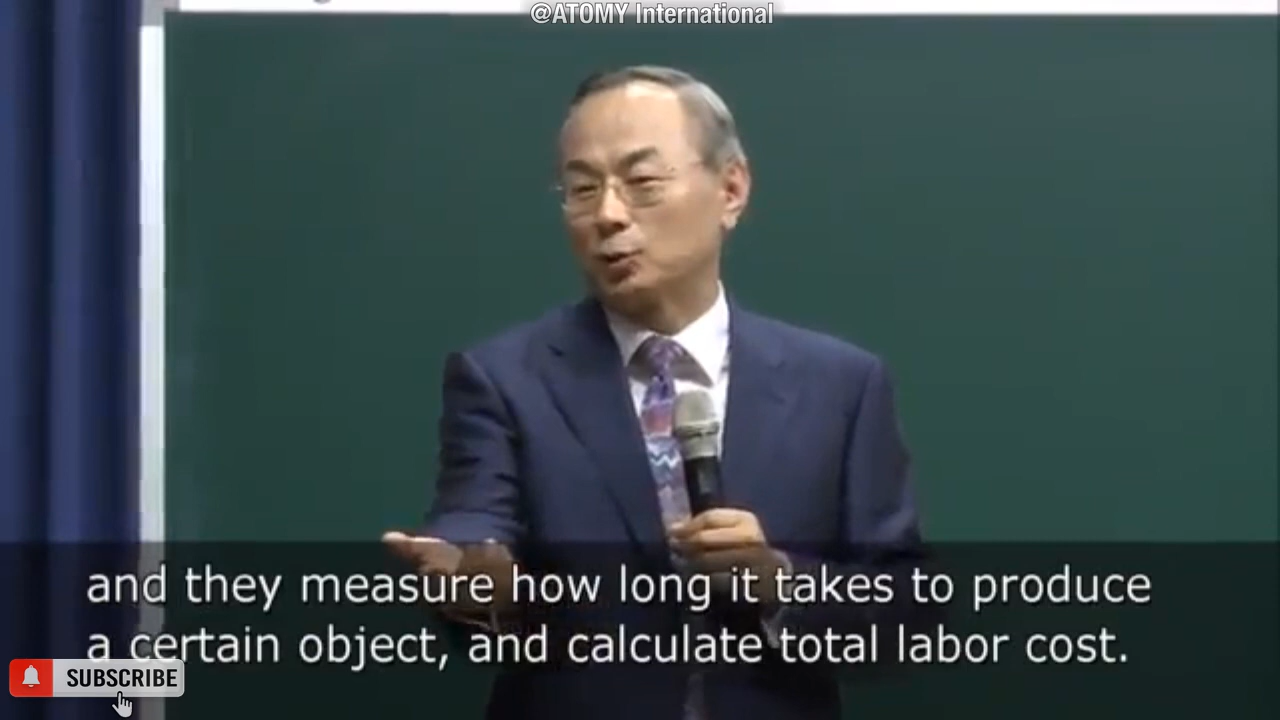 @ATOMY International
and they measure how long it takes to produce
a certain object, and calculate total labor cost.
SUBSCRIBE